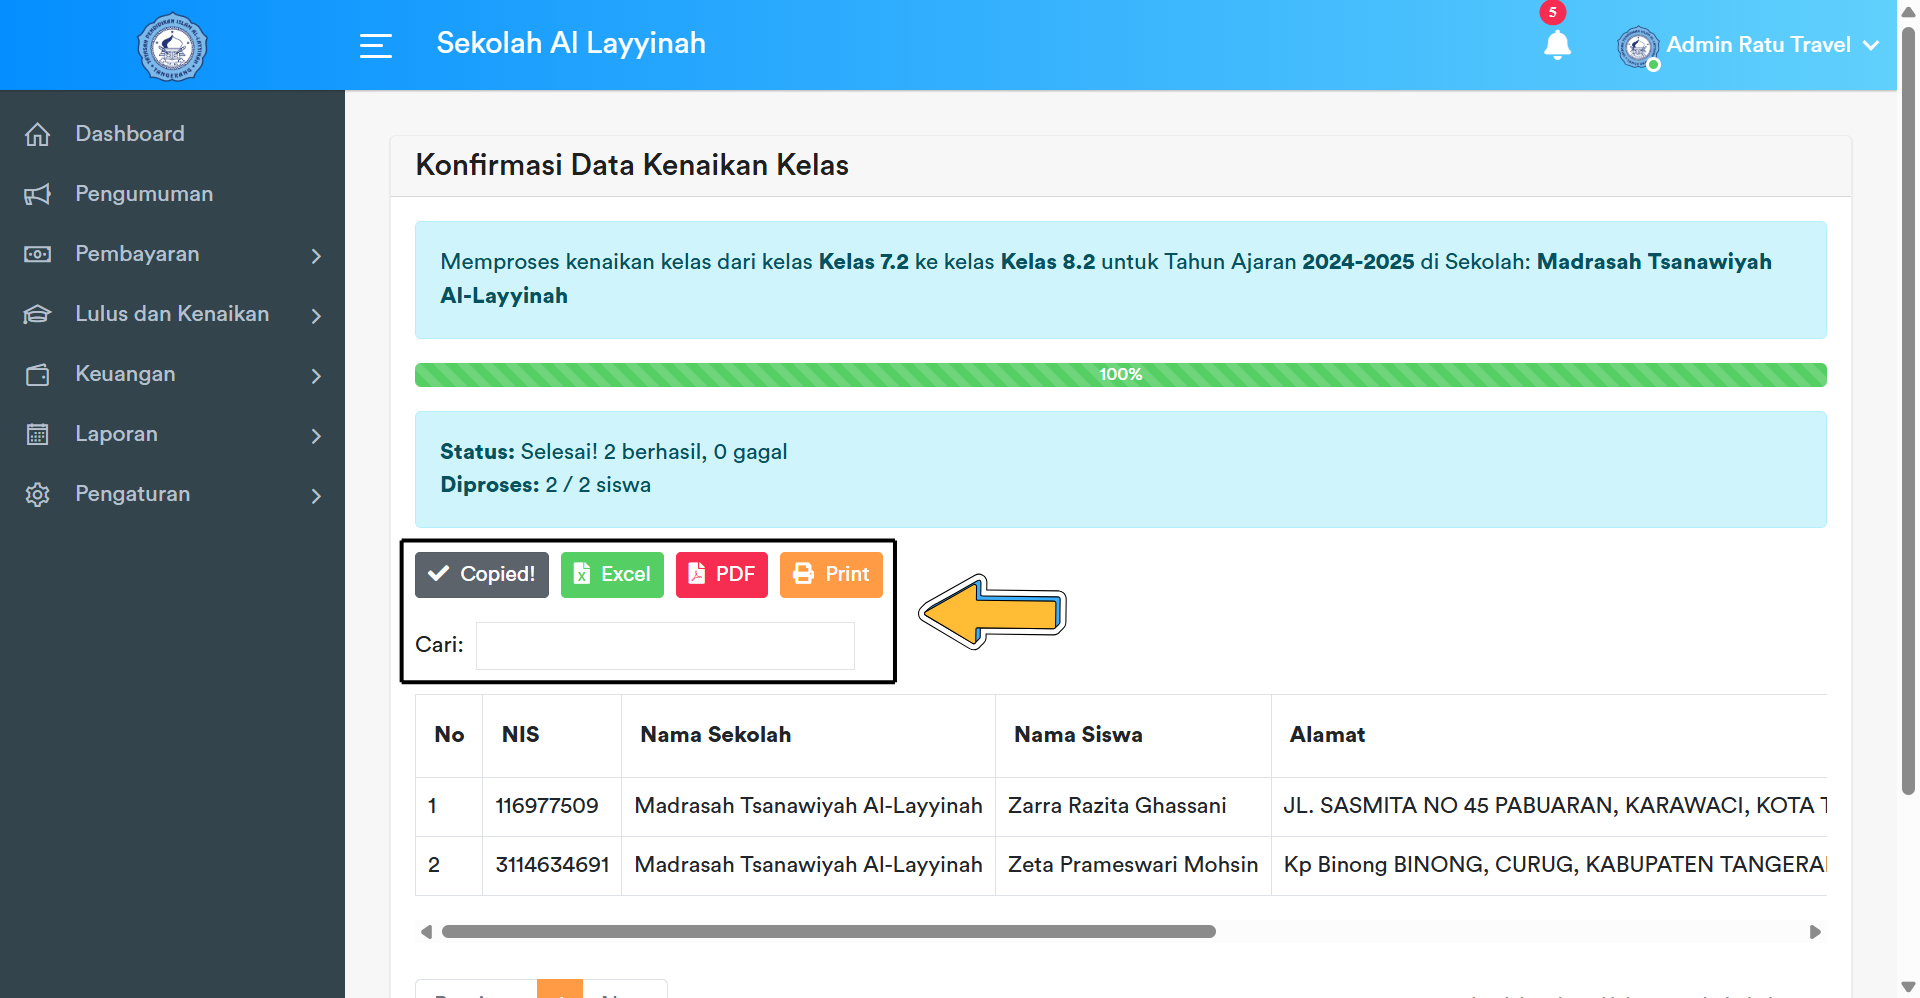 Sekolah Al Layyinah
5
Admin Ratu Travel
Dashboard
Pengumuman
Pembayaran
Lulus dan Kenaikan
Keuangan
Laporan
Pengaturan
Konfirmasi Data Kenaikan Kelas
Memproses kenaikan kelas dari kelas Kelas 7.2 ke kelas Kelas 8.2 untuk Tahun Ajaran 2024-2025 di Sekolah: Madrasah Tsanawiyah
Al-Layyinah
100%
Status: Selesai! 2 berhasil, 0 gagal
Diproses: 2 / 2 siswa
Copied! Excel PDF Print
Cari:
No NIS Nama Sekolah Nama Siswa Alamat
1 116977509 Madrasah Tsanawiyah Al-Layyinah Zarra Razita Ghassani JL. SASMITA NO 45 PABUARAN, KARAWACI, KOTA
2 3114634691 Madrasah Tsanawiyah Al-Layyinah Zeta Prameswari Mohsin Kp Binong BINONG, CURUG, KABUPATEN